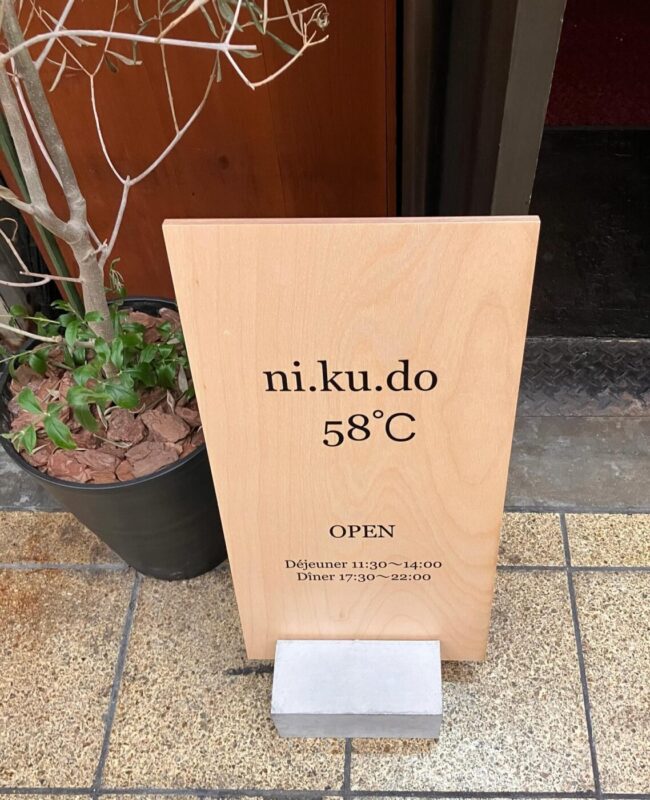 ni.ku.do
58℃
OPEN
Déjeuner 11:30〜14:00
Dîner 17:30〜22:00